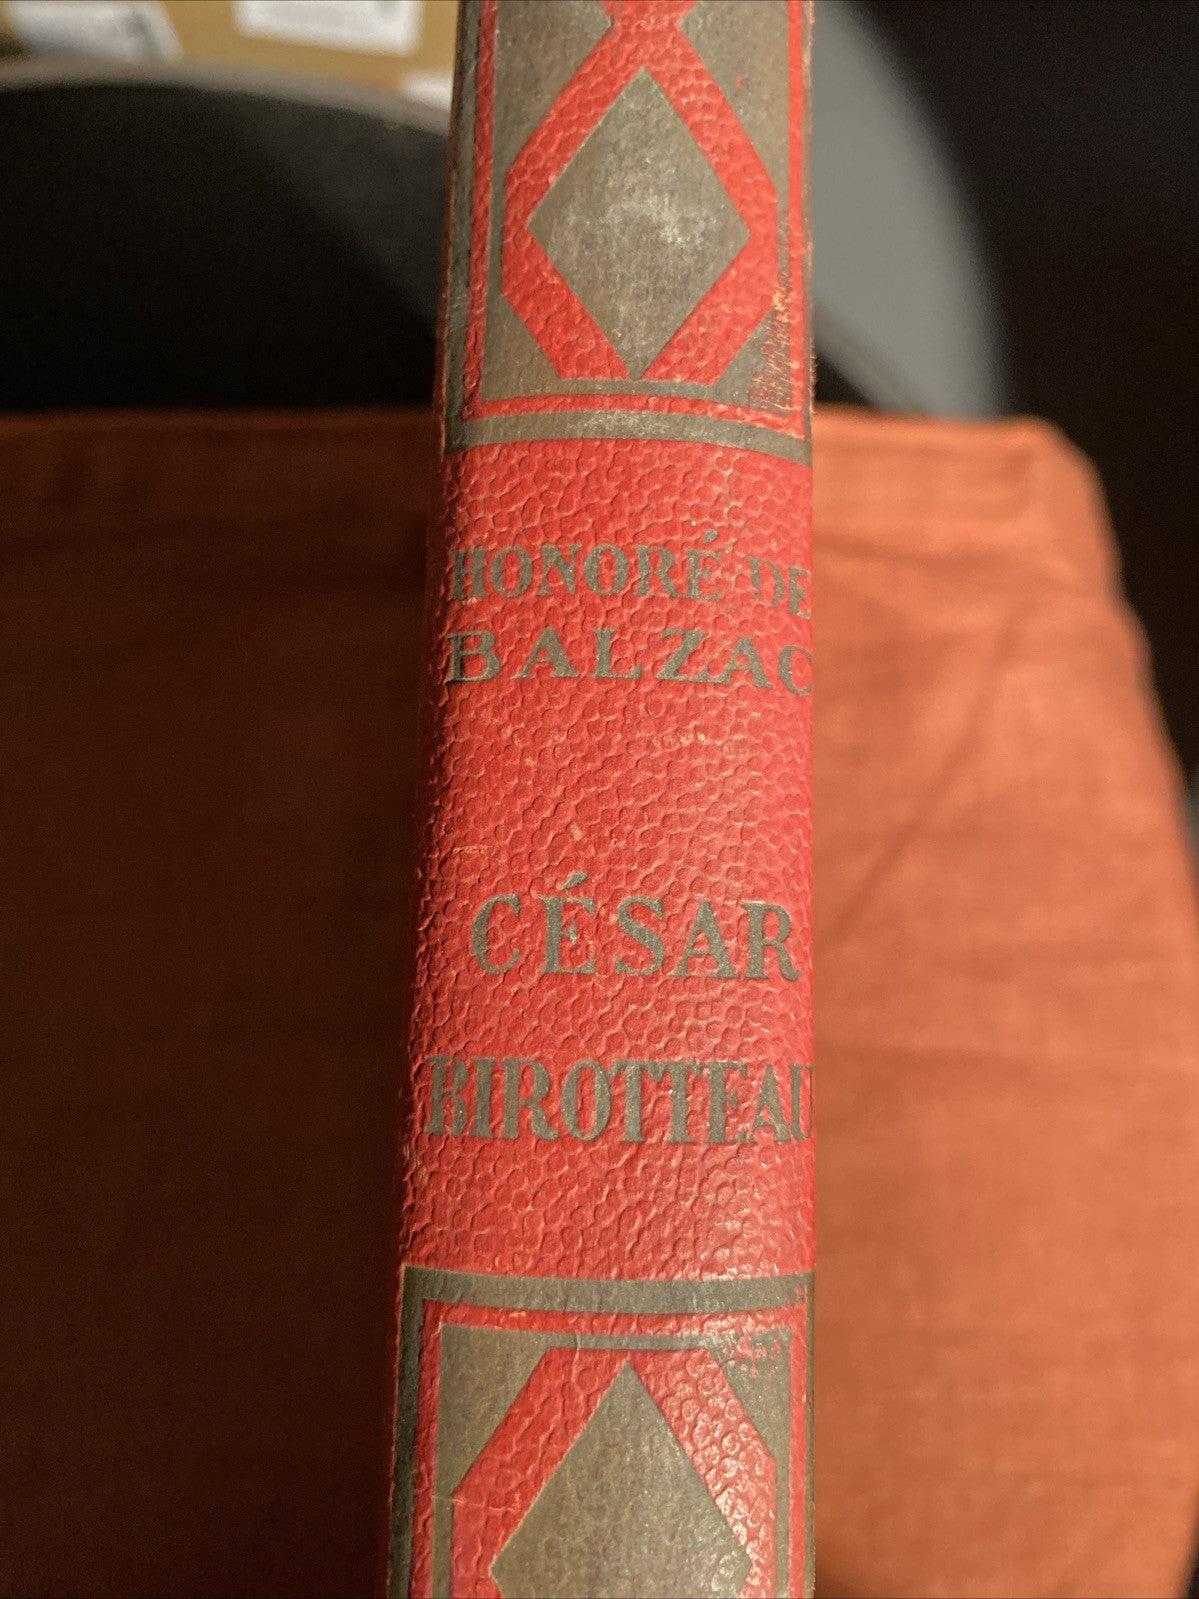 HONORÉ DE
BALZAC
CÉSAR
BIROTTEAU